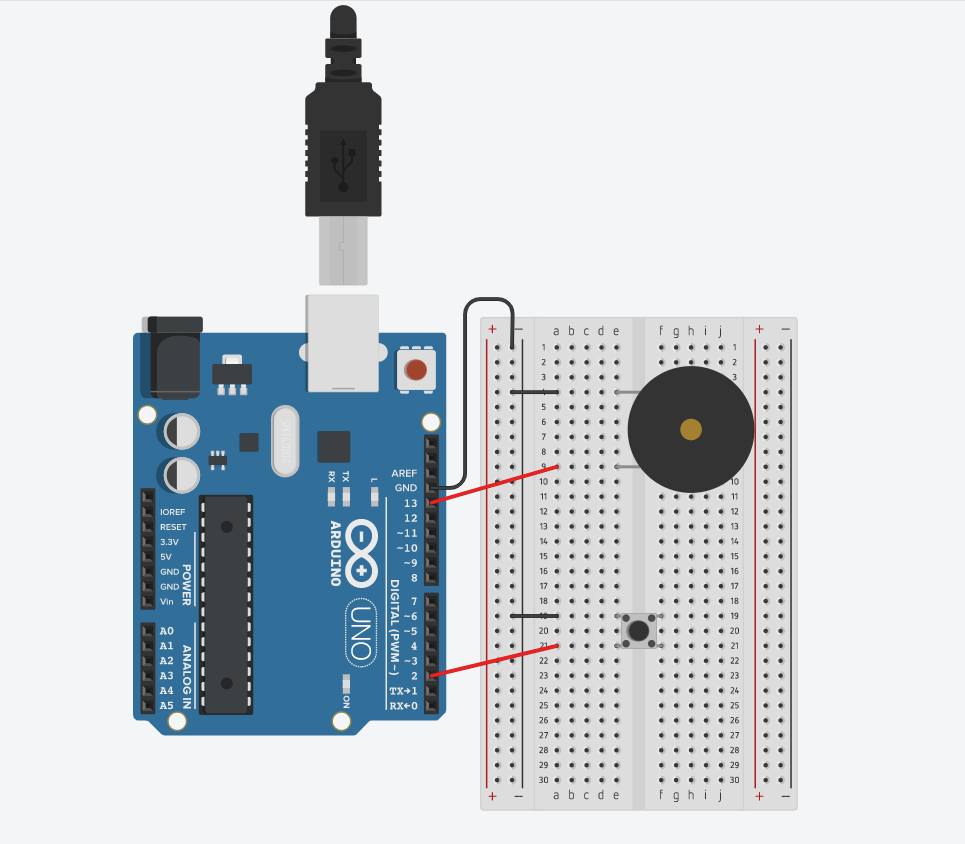 + − a b c d e f g h i j + −
1 1
2 2
3 3
4
5
6
7
8
9
10 10
11 11
12 12
13 13
14 14
15 15
16 16
17 17
18 18
19 19
20 20
21 21
22 22
23 23
24 24
25 25
26 26
27 27
28 28
29 29
30 30
+ − a b c d e f g h i j + −
AREF
GND
13
12
~11
~10
~9
8
7
~6
~5
4
~3
2
TX→1
RX←0
DIGITAL (PWM~)
RX
TX
L
ARDUINO
UNO
ON
IOREF
RESET
3.3V
5V
GND
GND
Vin
POWER
A0
A1
A2
A3
A4
A5
ANALOG IN